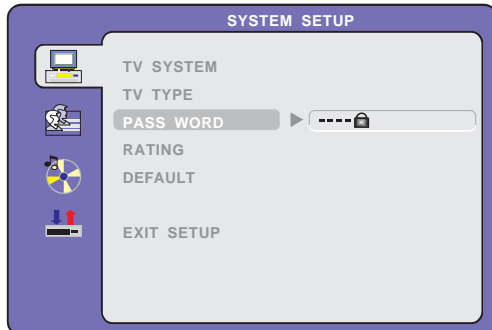 SYSTEM SETUP
TV SYSTEM
TV TYPE
PASS WORD ----
RATING
DEFAULT
EXIT SETUP